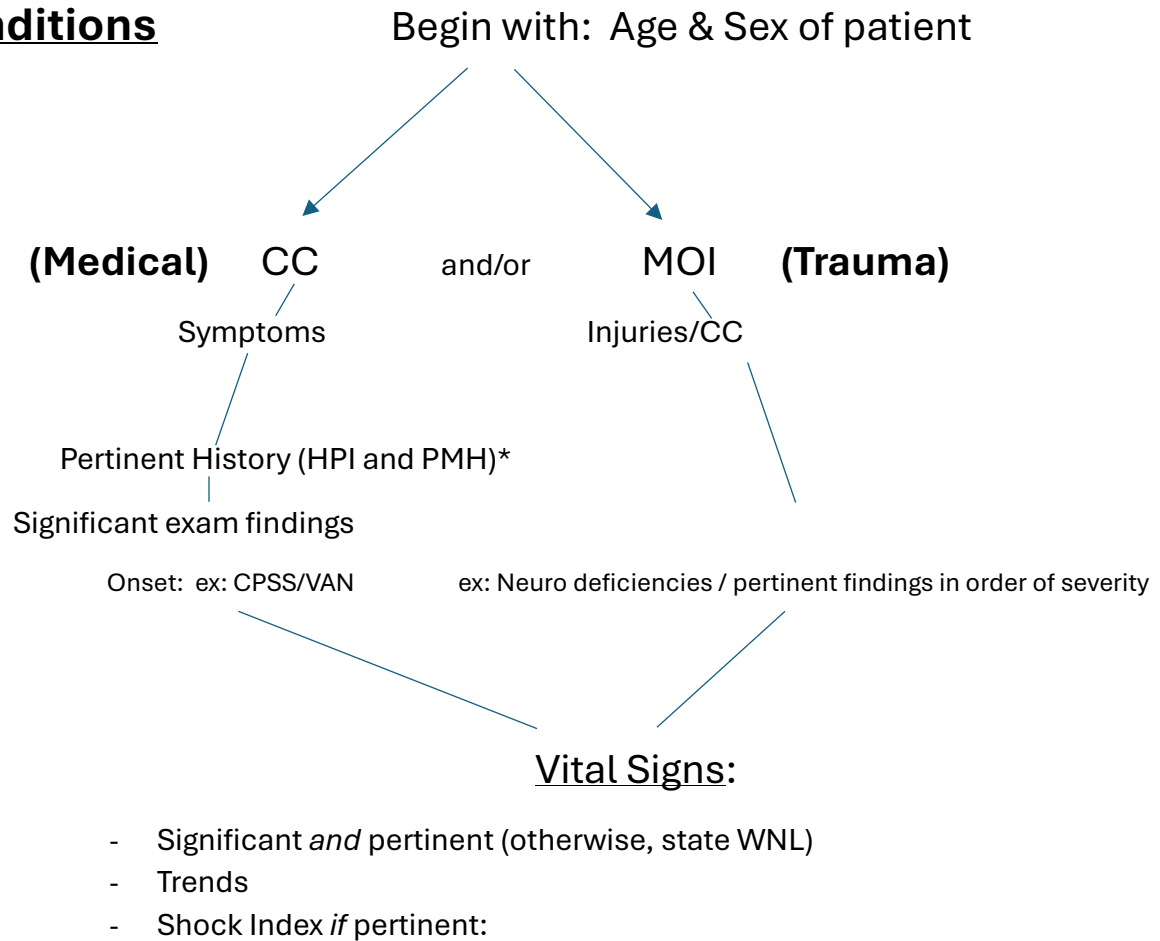 nditions
Begin with: Age & Sex of patient
(Medical) CC and/or MOI (Trauma)
Symptoms Injuries/CC
Pertinent History (HPI and PMH)*
Significant exam findings
Onset: ex: CPSS/VAN ex: Neuro deficiencies / pertinent findings in order of severity
Vital Signs:
- Significant and pertinent (otherwise, state WNL)
- Trends
- Shock Index if pertinent: